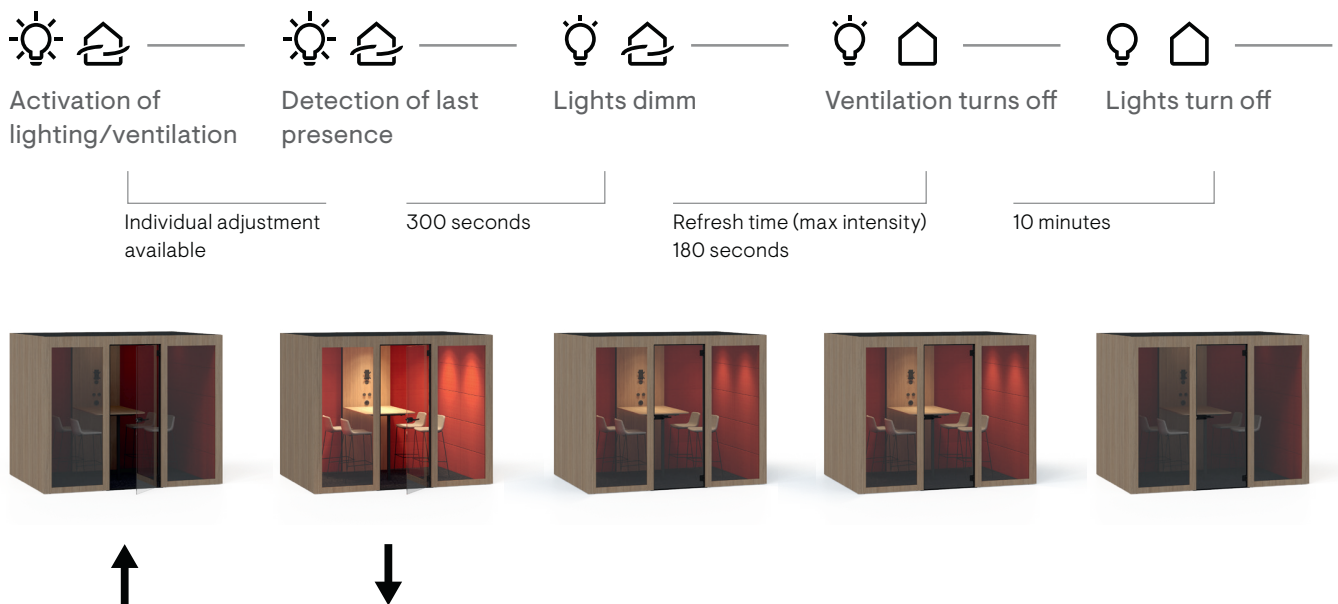 Activation of
lighting/ventilation
Detection of last
presence
Lights dimm
Ventilation turns off
Lights turn off
Individual adjustment
available
300 seconds
Refresh time (max intensity)
180 seconds
10 minutes